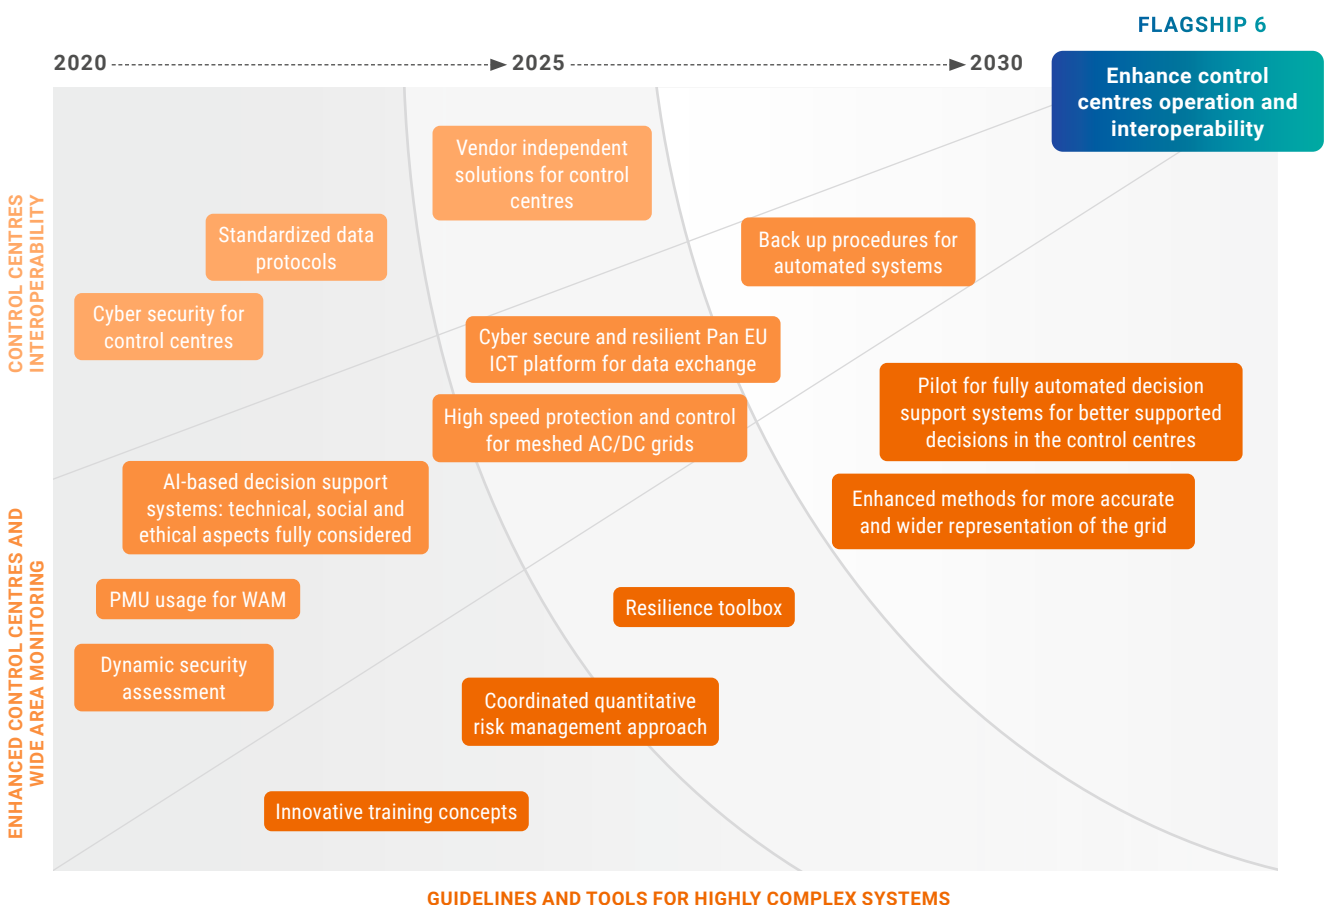 FLAGSHIP 6
2020
2025
2030
Enhance control
centres operation and
interoperability
CONTROL CENTRES
INTEROPERABILITY
Vendor independent
solutions for control
centres
Standardized data
protocols
Cyber security for
control centres
Back up procedures for
automated systems
Cyber secure and resilient Pan EU
ICT platform for data exchange
High speed protection and control
for meshed AC/DC grids
Pilot for fully automated decision
support systems for better supported
decisions in the control centres
ENHANCED CONTROL CENTRES AND
WIDE AREA MONITORING
AI-based decision support
systems: technical, social and
ethical aspects fully considered
Enhanced methods for more accurate
and wider representation of the grid
PMU usage for WAM
Resilience toolbox
Dynamic security
assessment
Coordinated quantitative
risk management approach
Innovative training concepts
GUIDELINES AND TOOLS FOR HIGHLY COMPLEX SYSTEMS